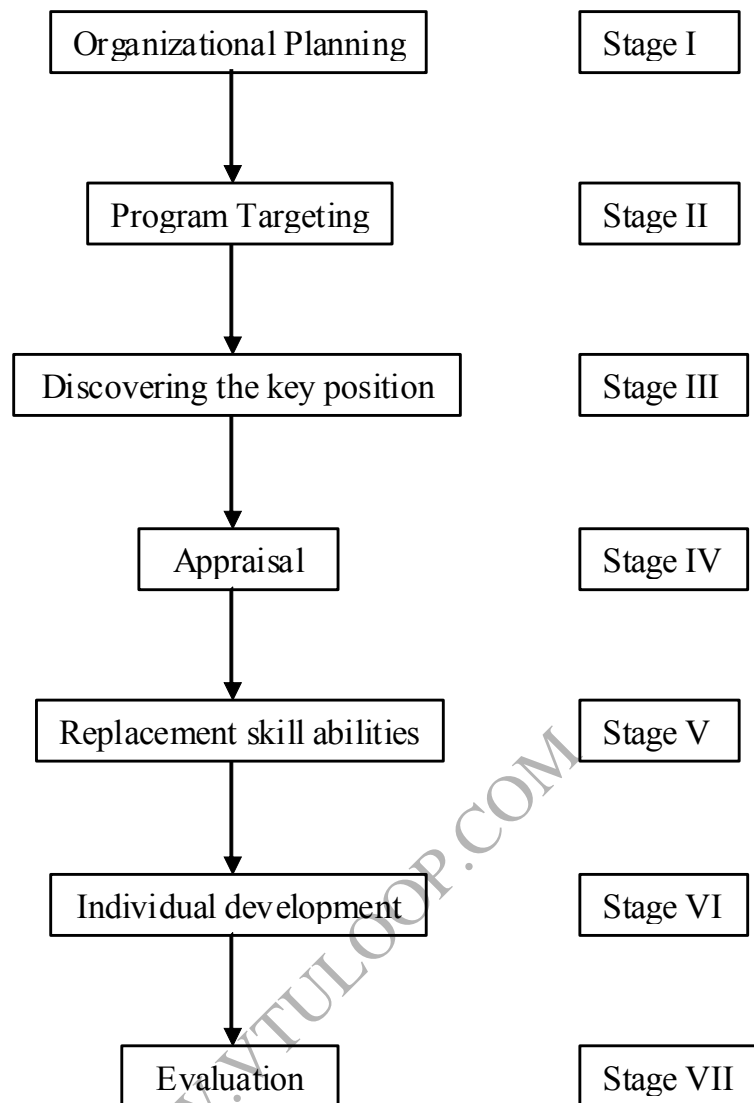 Organizational Planning
Stage I
Program Targeting
Stage II
Discovering the key position
Stage III
Appraisal
Stage IV
Replacement skill abilities
Stage V
Individual development
Stage VI
Evaluation
Stage VII
.VTULOOP.COM